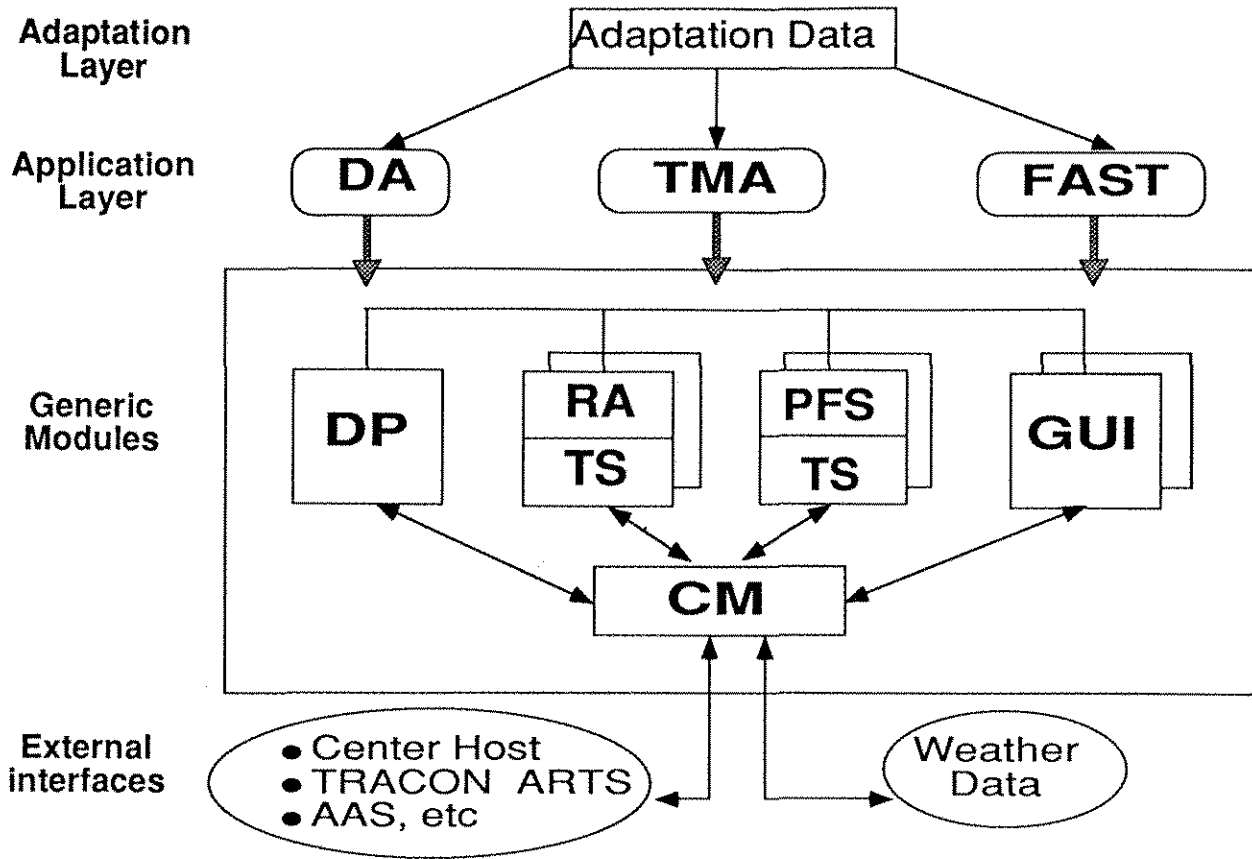 Adaptation
Layer
Adaptation Data
Application
Layer
DA
TMA
FAST
Generic
Modules
DP
RA
TS
PFS
TS
GUI
CM
External
interfaces
● Center Host
● TRACON ARTS
● AAS, etc
Weather
Data